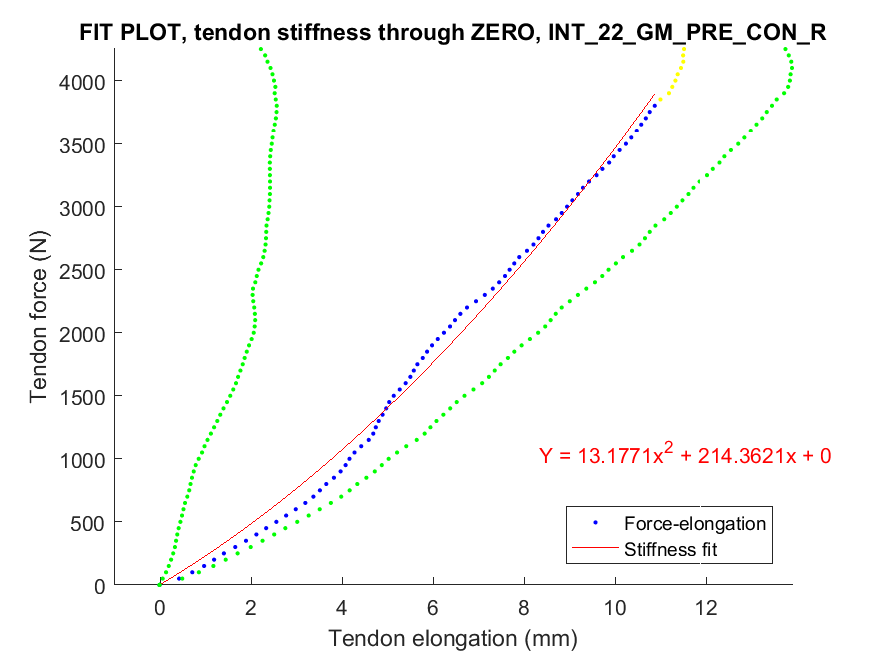 FIT PLOT, tendon stiffness through ZERO, INT_22_GM_PRE_CON_R
Tendon force (N)
4000
3500
3000
2500
2000
1500
1000
500
0
Y = 13.1771x² + 214.3621x + 0
Force-elongation
Stiffness fit
0 2 4 6 8 10 12
Tendon elongation (mm)